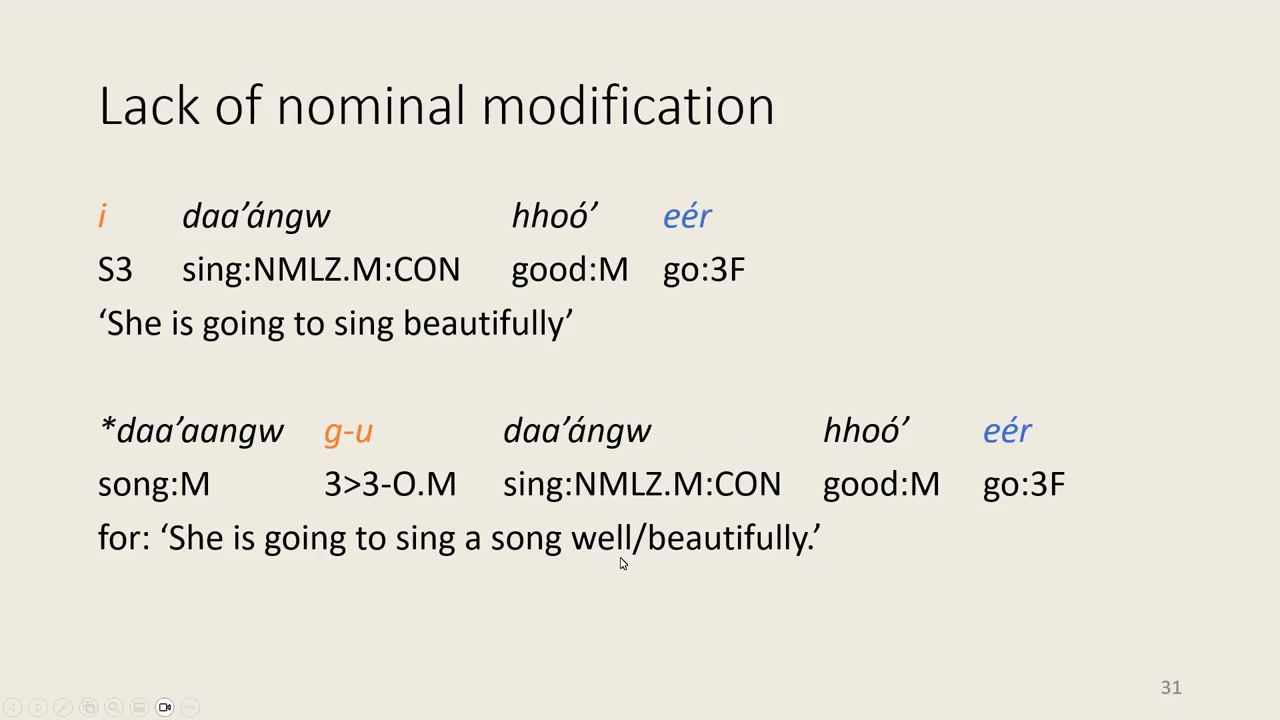 Lack of nominal modification
i daa’ángw hhoó’ eér
S3 sing:NMLZ.M:CON good:M go:3F
‘She is going to sing beautifully’
*daa’aangw g-u daa’ángw hhoó’ eér
song:M 3>3-O.M sing:NMLZ.M:CON good:M go:3F
for: ‘She is going to sing a song well/beautifully.’
31